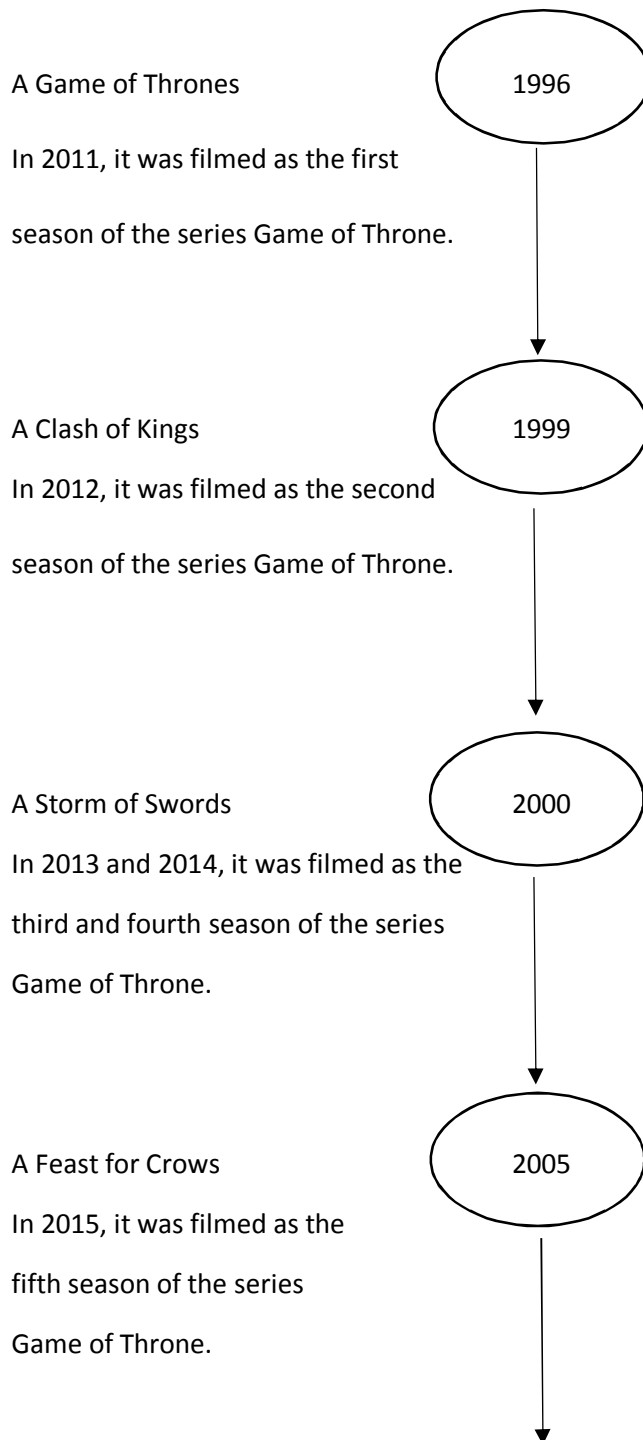 A Game of Thrones
1996
In 2011, it was filmed as the first
season of the series Game of Throne.
A Clash of Kings
1999
In 2012, it was filmed as the second
season of the series Game of Throne.
A Storm of Swords
2000
In 2013 and 2014, it was filmed as the
third and fourth season of the series
Game of Throne.
A Feast for Crows
2005
In 2015, it was filmed as the
fifth season of the series
Game of Throne.